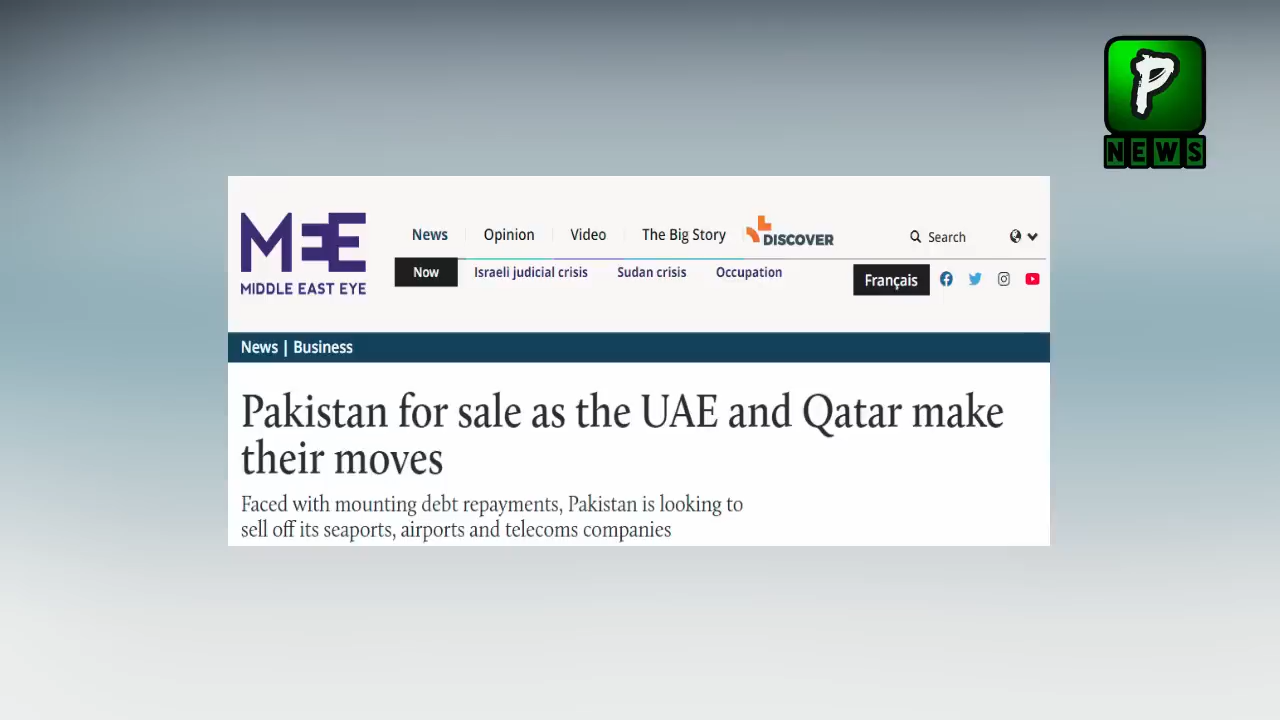 P
NEWS
MEE
MIDDLE EAST EYE
News
Opinion
Video
The Big Story
DISCOVER
Search
Now
Israeli judicial crisis
Sudan crisis
Occupation
Français
News | Business
Pakistan for sale as the UAE and Qatar make
their moves
Faced with mounting debt repayments, Pakistan is looking to
sell off its seaports, airports and telecoms companies